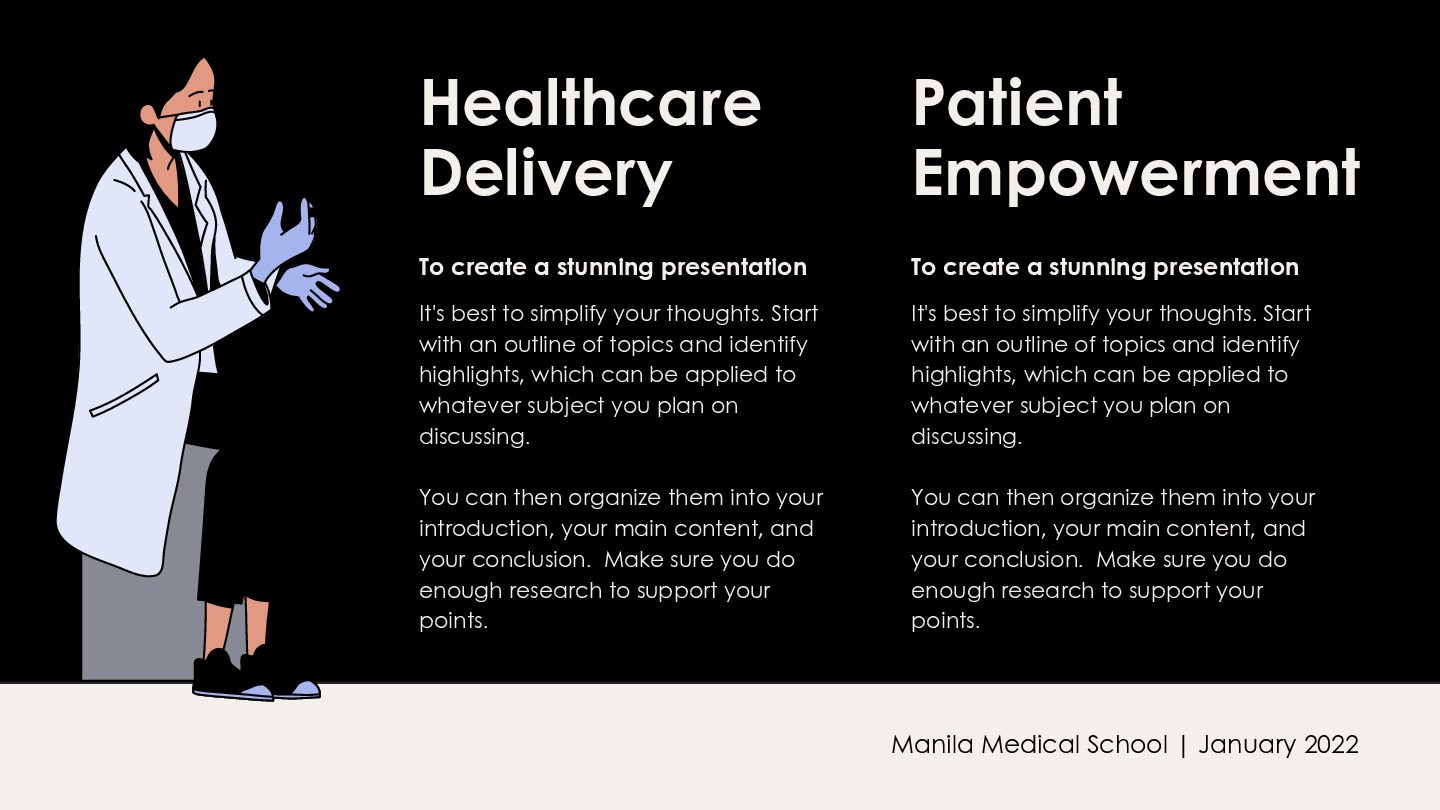 Healthcare
Delivery
To create a stunning presentation
It's best to simplify your thoughts. Start
with an outline of topics and identify
highlights, which can be applied to
whatever subject you plan on
discussing.
You can then organize them into your
introduction, your main content, and
your conclusion.  Make sure you do
enough research to support your
points.
Patient
Empowerment
To create a stunning presentation
It's best to simplify your thoughts. Start
with an outline of topics and identify
highlights, which can be applied to
whatever subject you plan on
discussing.
You can then organize them into your
introduction, your main content, and
your conclusion.  Make sure you do
enough research to support your
points.
Manila Medical School | January 2022